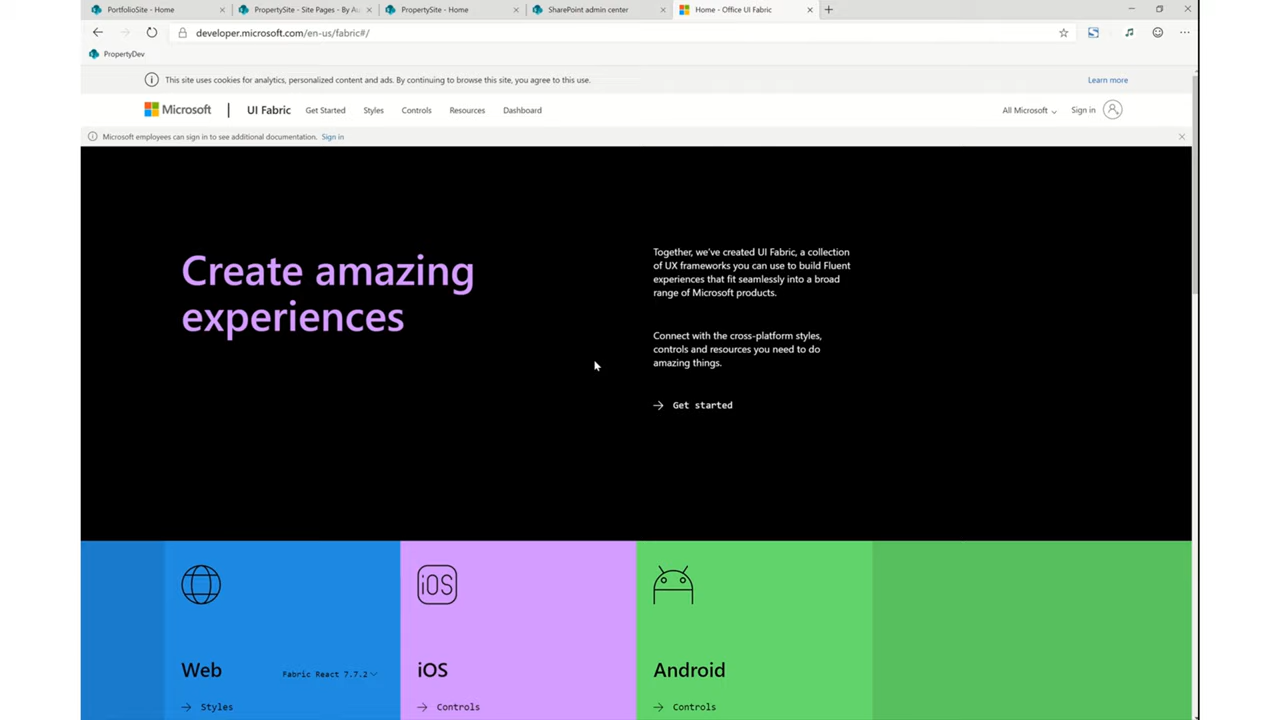 PortfolioSite - Home
PropertySite - Site Pages - By Au
PropertySite - Home
SharePoint admin center
Home - Office UI Fabric
developer.microsoft.com/en-us/fabric#/
PropertyDev
This site uses cookies for analytics, personalized content and ads. By continuing to browse this site, you agree to this use.
Learn more
Microsoft
UI Fabric
Get Started
Styles
Controls
Resources
Dashboard
All Microsoft
Sign in
Microsoft employees can sign in to see additional documentation. Sign in
Create amazing
experiences
Together, we've created UI Fabric, a collection
of UX frameworks you can use to build Fluent
experiences that fit seamlessly into a broad
range of Microsoft products.
Connect with the cross-platform styles,
controls and resources you need to do
amazing things.
Get started
iOS
Web
Fabric React 7.7.2
Styles
iOS
Controls
Android
Controls